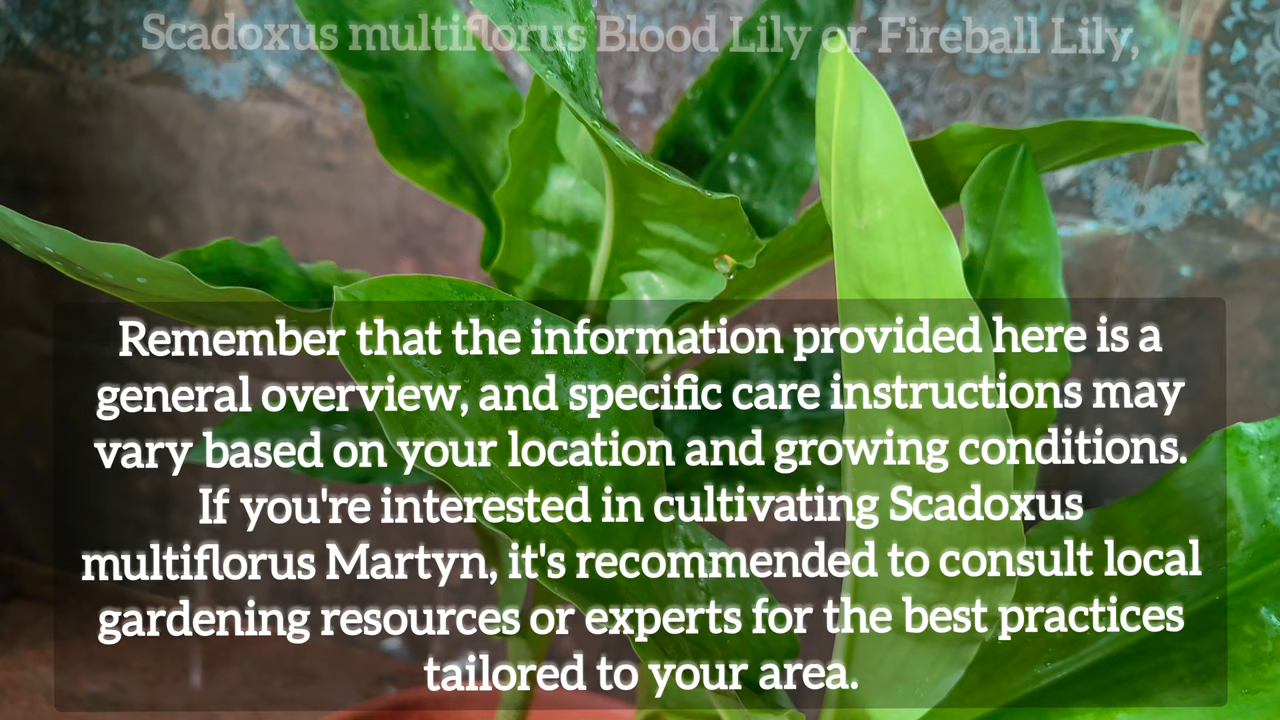 Scadoxus multiflorus Blood Lily or Fireball Lily,
Remember that the information provided here is a
general overview, and specific care instructions may
vary based on your location and growing conditions.
If you're interested in cultivating Scadoxus
multiflorus Martyn, it's recommended to consult local
gardening resources or experts for the best practices
tailored to your area.